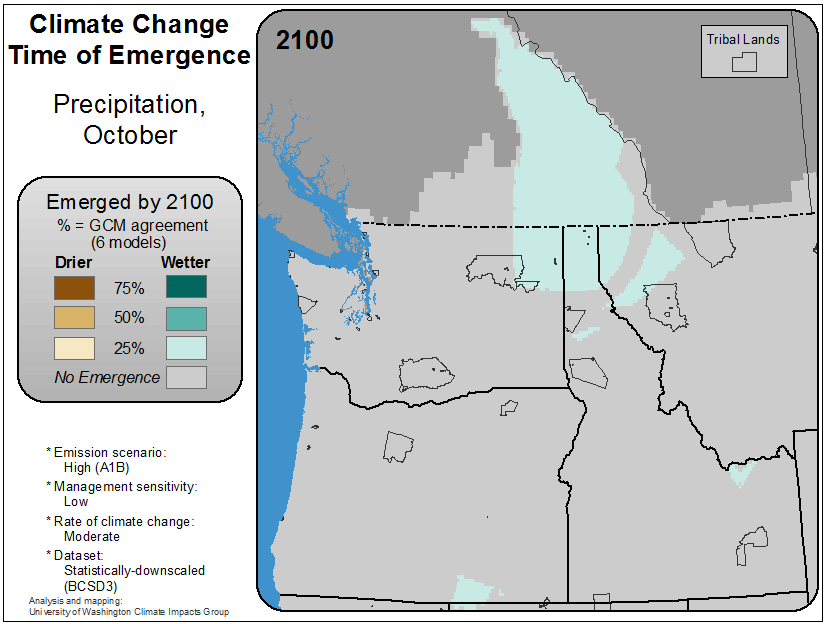 Climate Change
Time of Emergence
Precipitation,
October
Emerged by 2100
% = GCM agreement
(6 models)
Drier Wetter
75%
50%
25%
No Emergence
* Emission scenario:
High (A1B)
* Management sensitivity:
Low
* Rate of climate change:
Moderate
* Dataset:
Statistically-downscaled
(BCSD3)
Analysis and mapping:
University of Washington Climate Impacts Group
2100
Tribal Lands